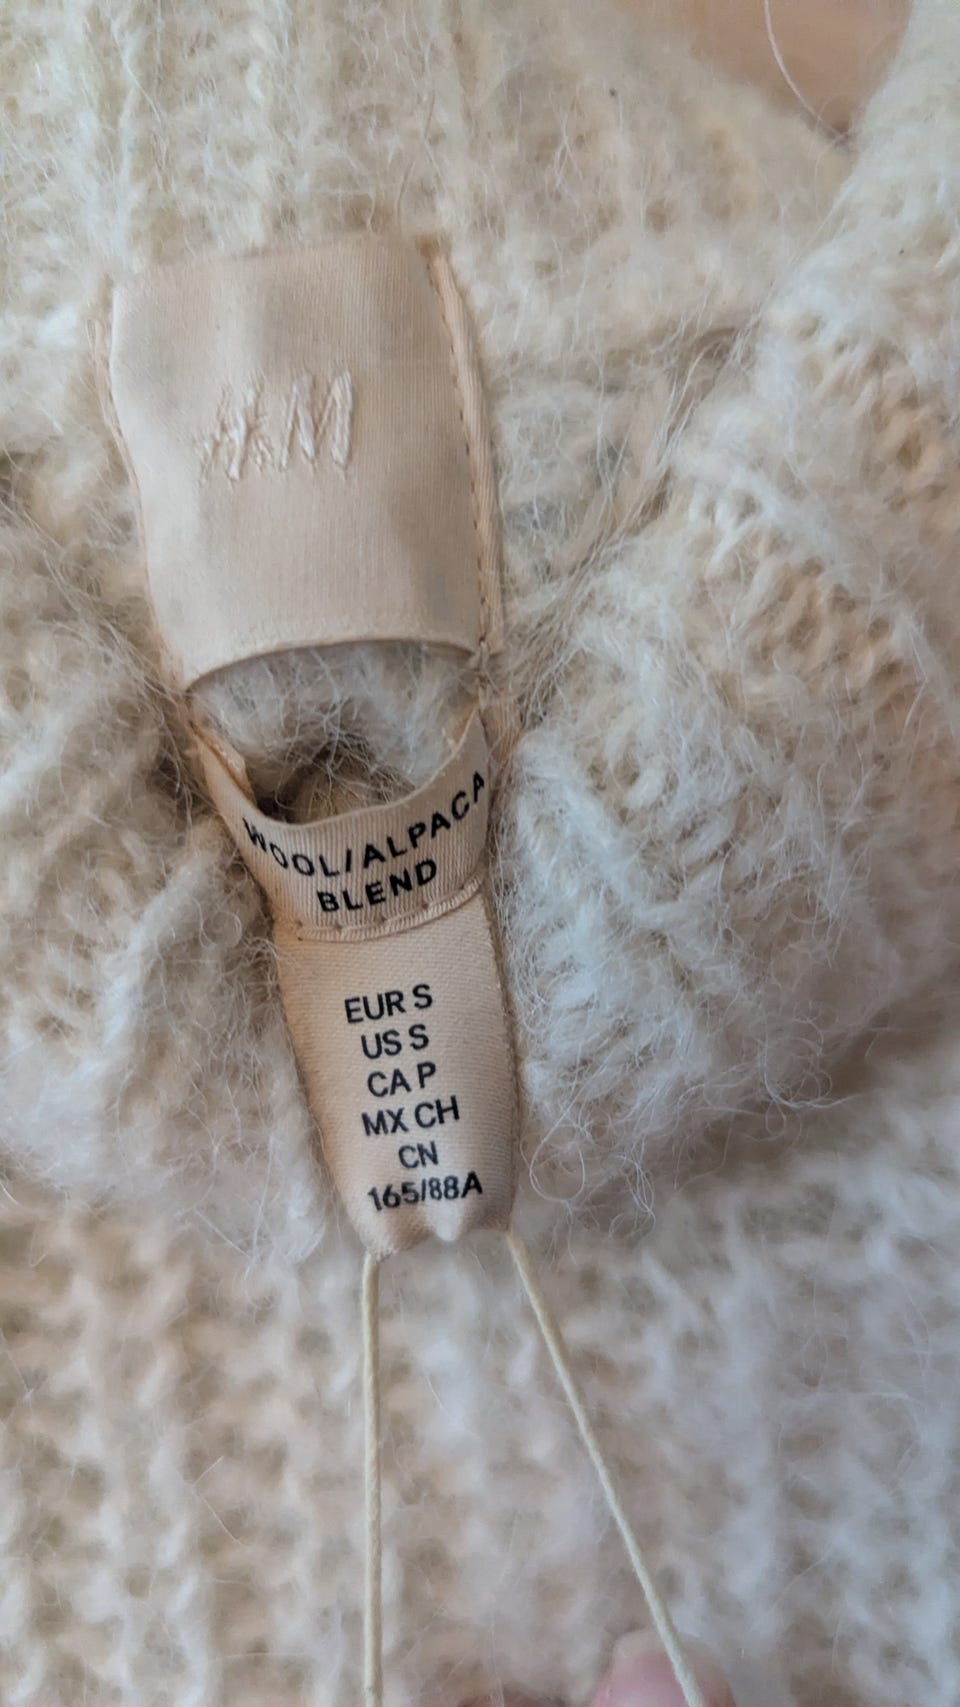 H&M
WOOL/ALPACA
BLEND
EUR S
US S
CA P
MX CH
CN
165/88A